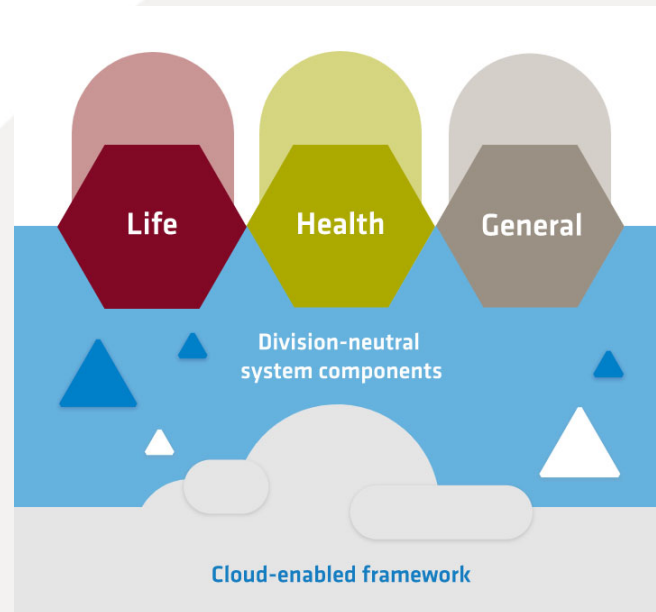 Life
Health
General
Division-neutral
system components
Cloud-enabled framework